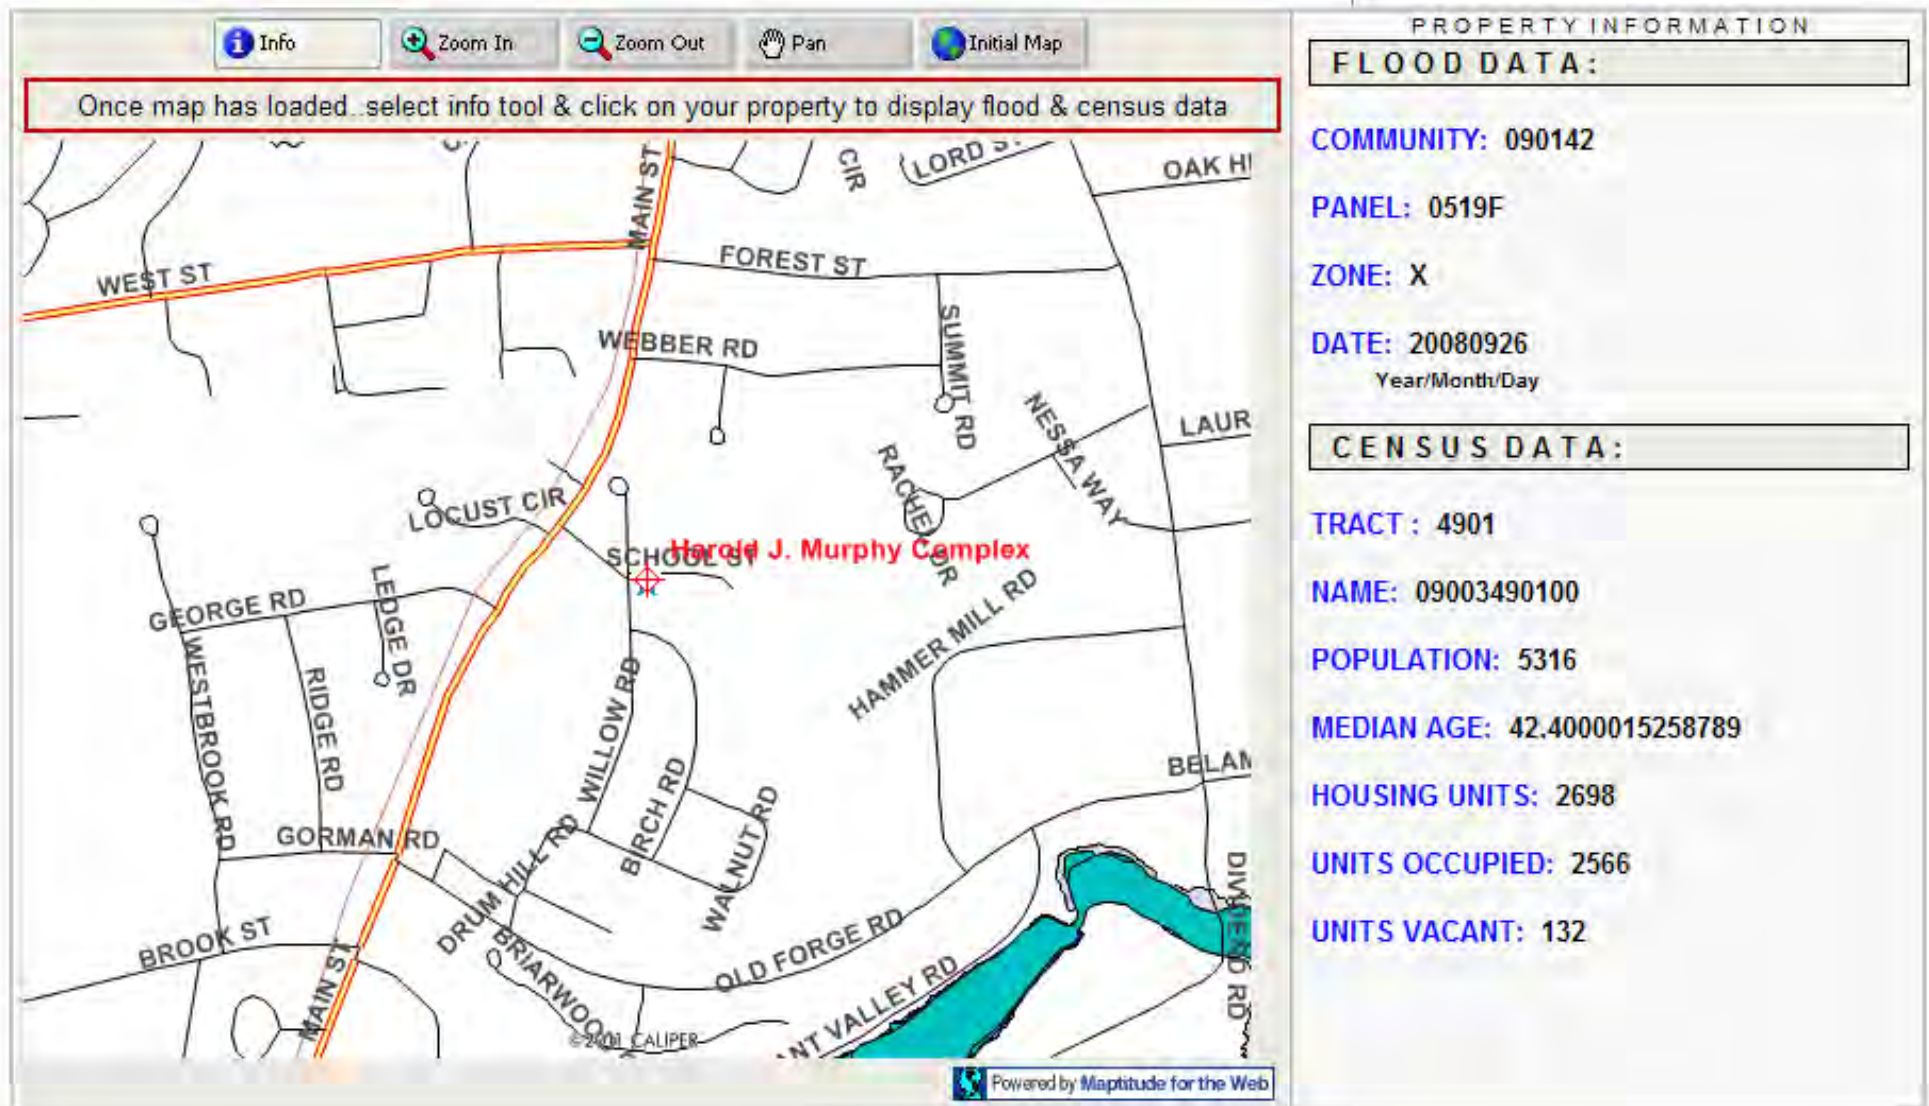 Info
Zoom In
Zoom Out
Pan
Initial Map
Once map has loaded..select info tool & click on your property to display flood & census data
MAIN ST
CIR
LORD ST
OAK HI
WEST ST
FOREST ST
WEBBER RD
SUMMIT RD
NESSA WAY
LAUR
RACHEL DR
LOCUST CIR
SCHOOL ST
Harold J. Murphy Complex
GEORGE RD
LEDGE DR
HAMMER MILL RD
WESTBROOK RD
RIDGE RD
WILLOW RD
BIRCH RD
WALNUT RD
BELAM
GORMAN RD
DRUM HILL RD
BROOK ST
MAIN ST
OLD FORGE RD
DIVIDEND RD
ANT VALLEY RD
©2011 CALIPER
Powered by Maptitude for the Web
PROPERTY INFORMATION
FLOOD DATA:
COMMUNITY: 090142
PANEL: 0519F
ZONE: X
DATE: 20080926
Year/Month/Day
CENSUS DATA:
TRACT : 4901
NAME: 09003490100
POPULATION: 5316
MEDIAN AGE: 42.4000015258789
HOUSING UNITS: 2698
UNITS OCCUPIED: 2566
UNITS VACANT: 132